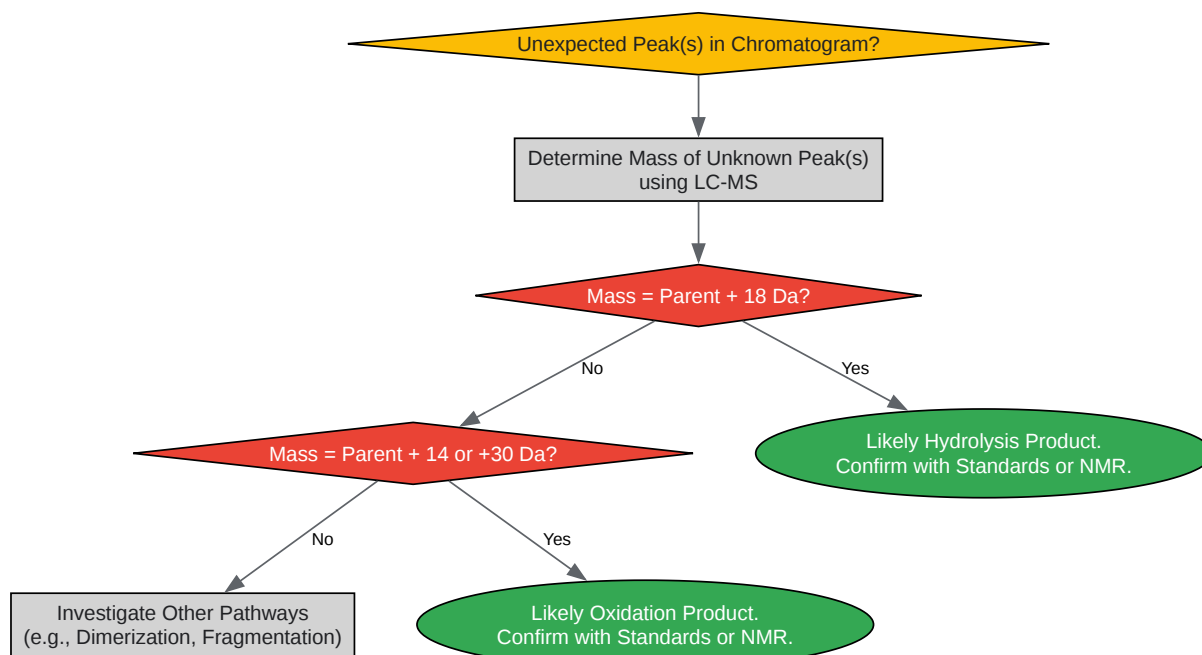 Unexpected Peak(s) in Chromatogram?
Determine Mass of Unknown Peak(s)
using LC-MS
Mass = Parent + 18 Da?
No
Yes
Mass = Parent + 14 or +30 Da?
Likely Hydrolysis Product.
Confirm with Standards or NMR.
No
Yes
Investigate Other Pathways
(e.g., Dimerization, Fragmentation)
Likely Oxidation Product.
Confirm with Standards or NMR.